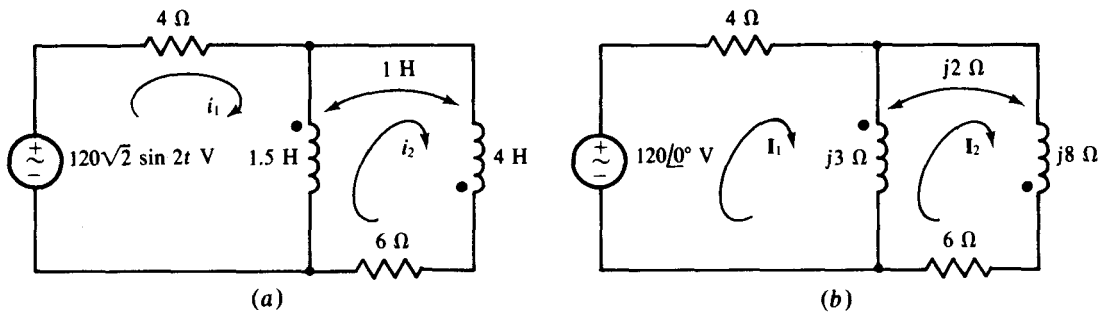 4 Ω
1 H
i₁
120√2 sin 2t V
1.5 H
i₂
4 H
6 Ω
(a)
4 Ω
j2 Ω
120/0° V
I₁
j3 Ω
I₂
j8 Ω
6 Ω
(b)